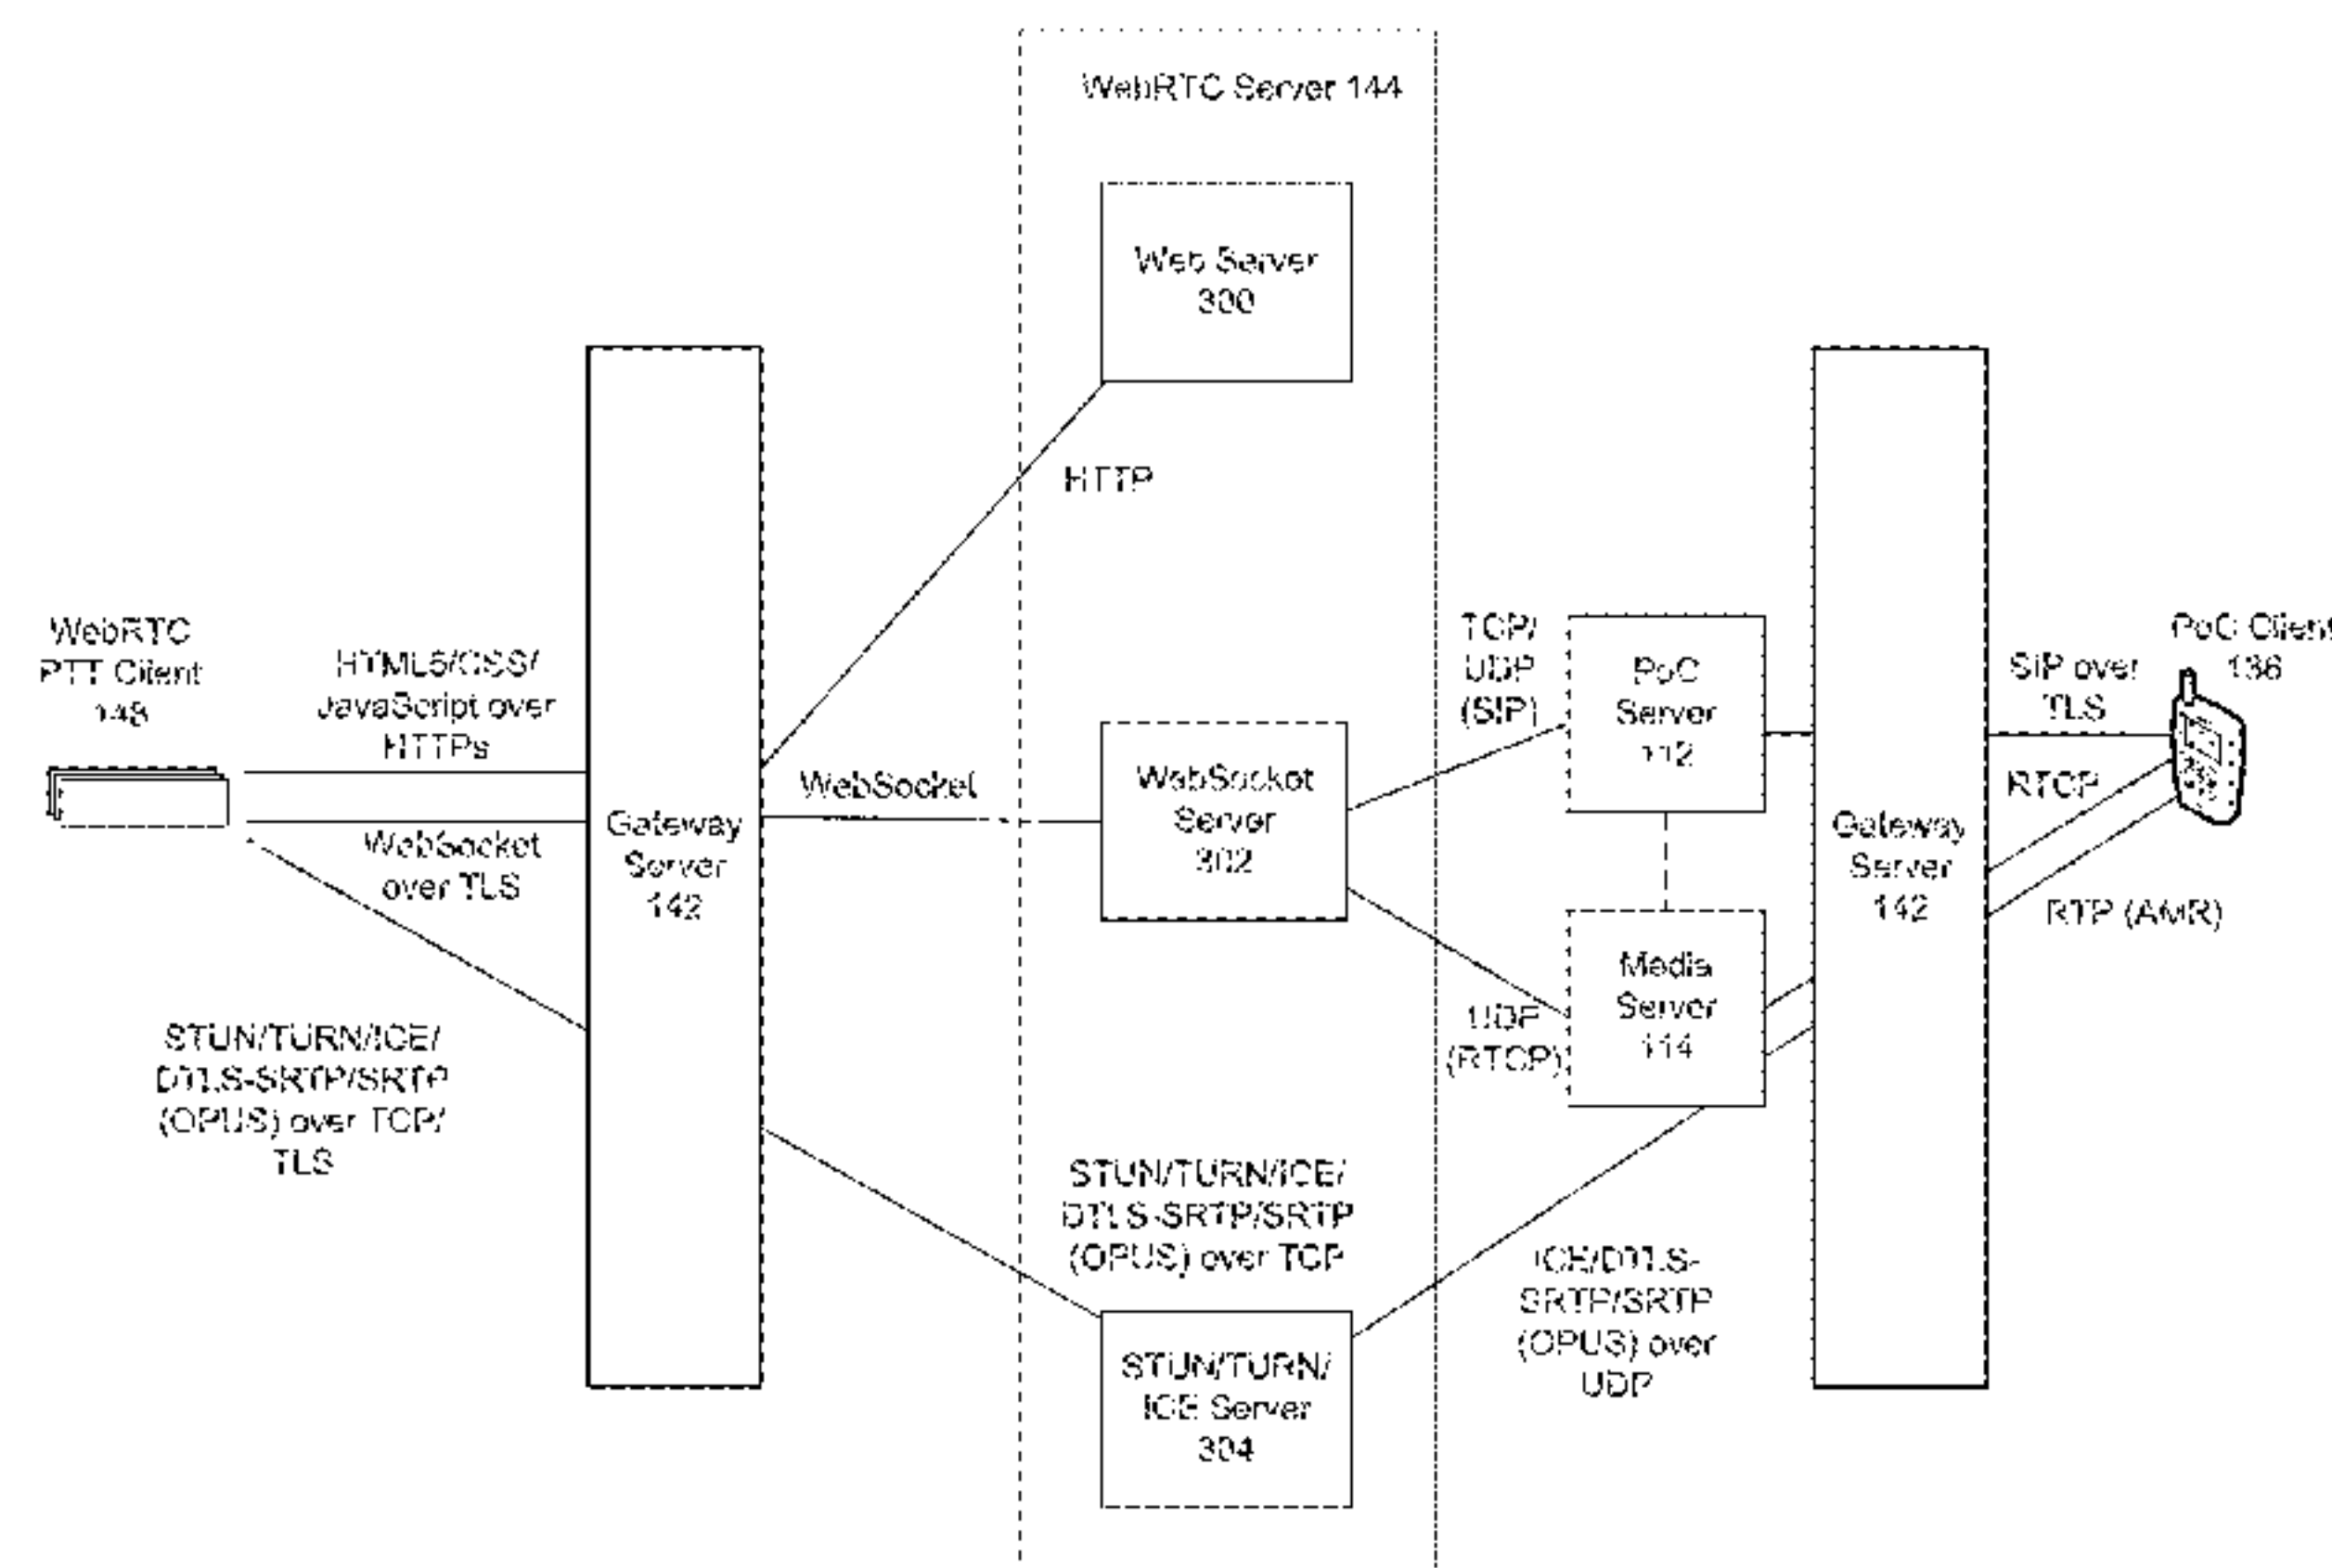 WebRTC Server 144
Web Server
300
HTTP
WebRTC
PTT Client
148
HTML5/CSS/
JavaScript over
HTTPs
WebSocket
over TLS
STUN/TURN/ICE/
DTLS-SRTP/SRTP
(OPUS) over TCP/
TLS
Gateway
Server
142
WebSocket
WebSocket
Server
302
STUN/TURN/ICE/
DTLS-SRTP/SRTP
(OPUS) over TCP
STUN/TURN/
ICE Server
304
TCP/
UDP
(SIP)
PoC
Server
112
UDP
(RTCP)
Media
Server
114
ICE/DTLS-
SRTP/SRTP
(OPUS) over
UDP
Gateway
Server
142
SIP over
TLS
RTCP
RTP (AMR)
PoC Client
136